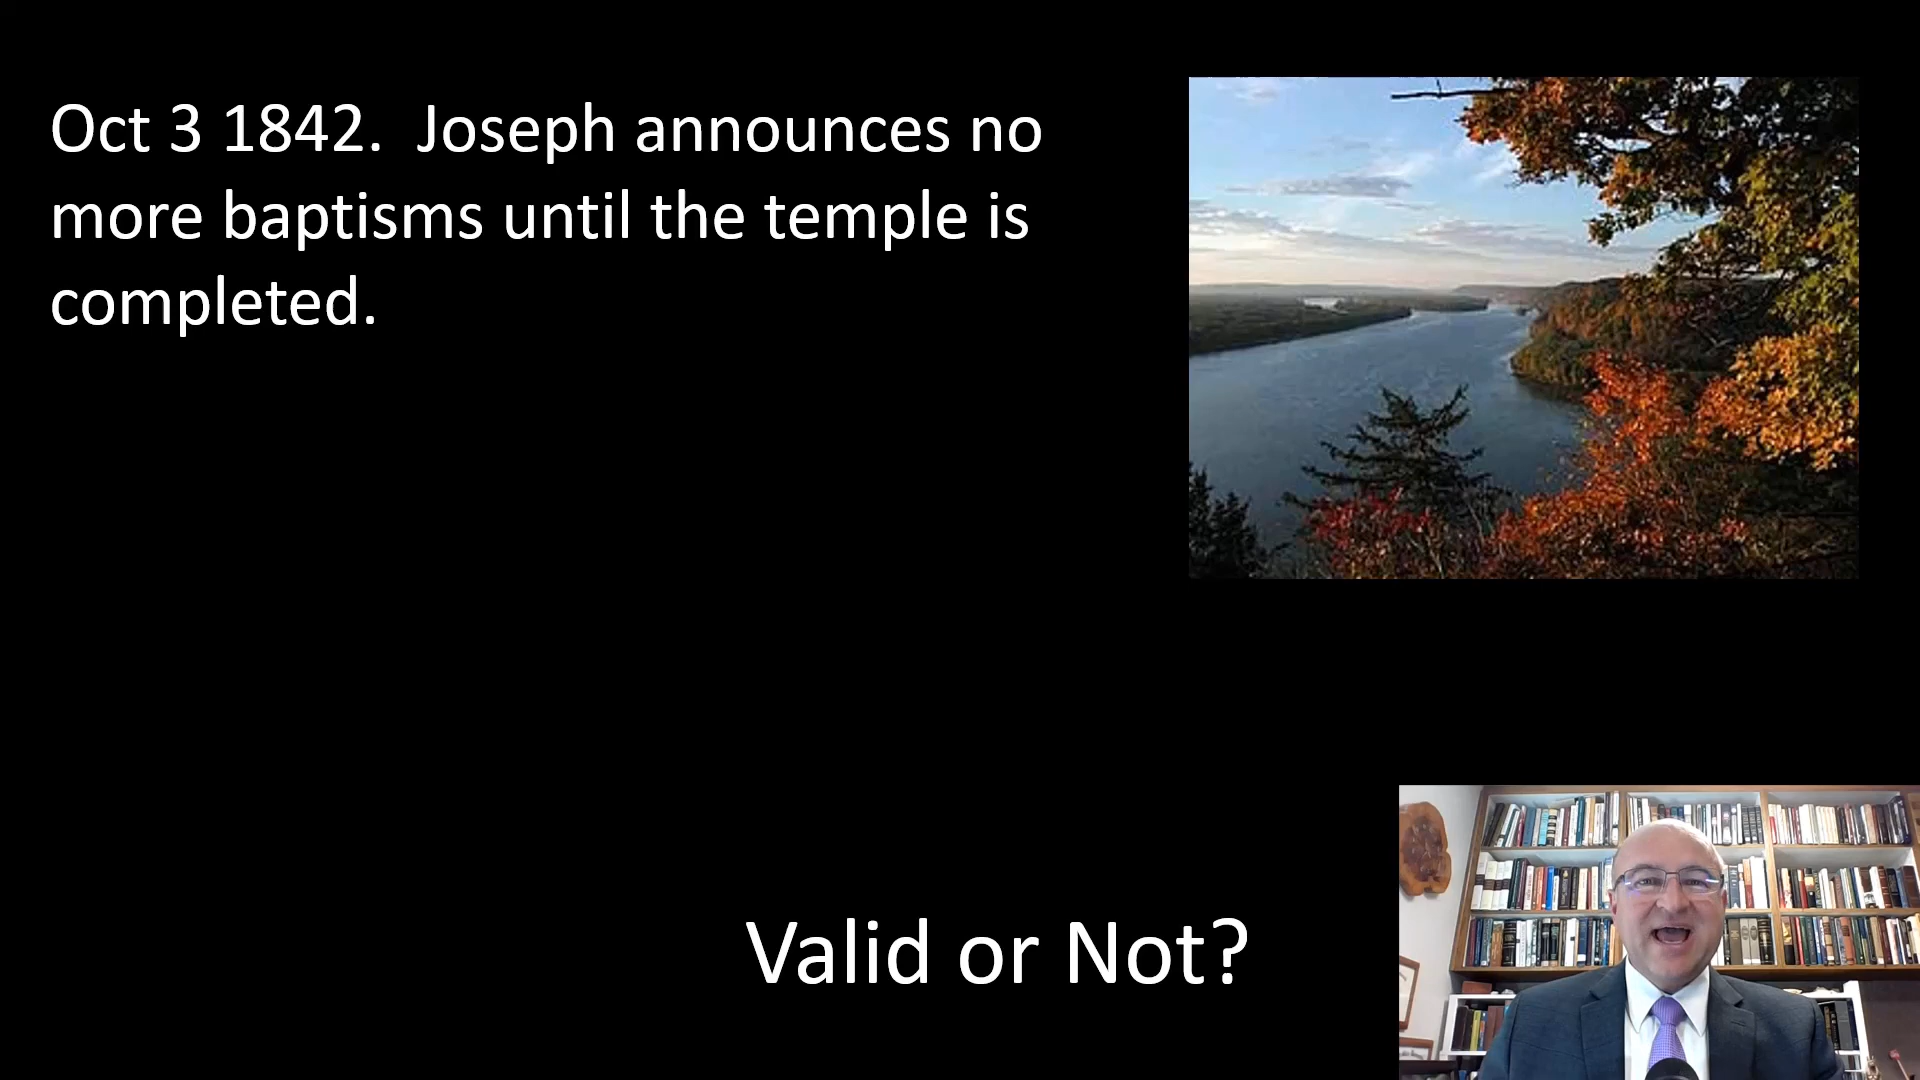 Oct 3 1842.  Joseph announces no
more baptisms until the temple is
completed.
Valid or Not?